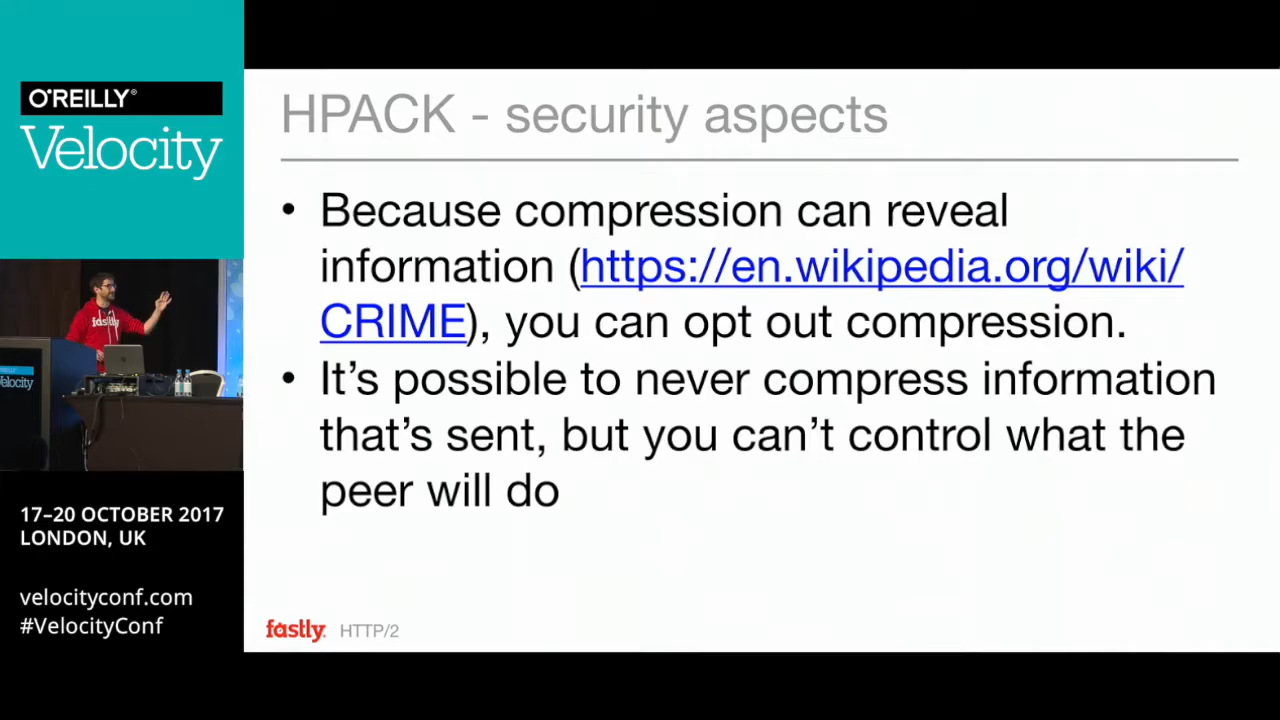 O'REILLY®
Velocity
fastly
Velocity
17–20 OCTOBER 2017
LONDON, UK
velocityconf.com
#VelocityConf
HPACK - security aspects
• Because compression can reveal
information (https://en.wikipedia.org/wiki/
CRIME), you can opt out compression.
• It’s possible to never compress information
that’s sent, but you can’t control what the
peer will do
fastly HTTP/2